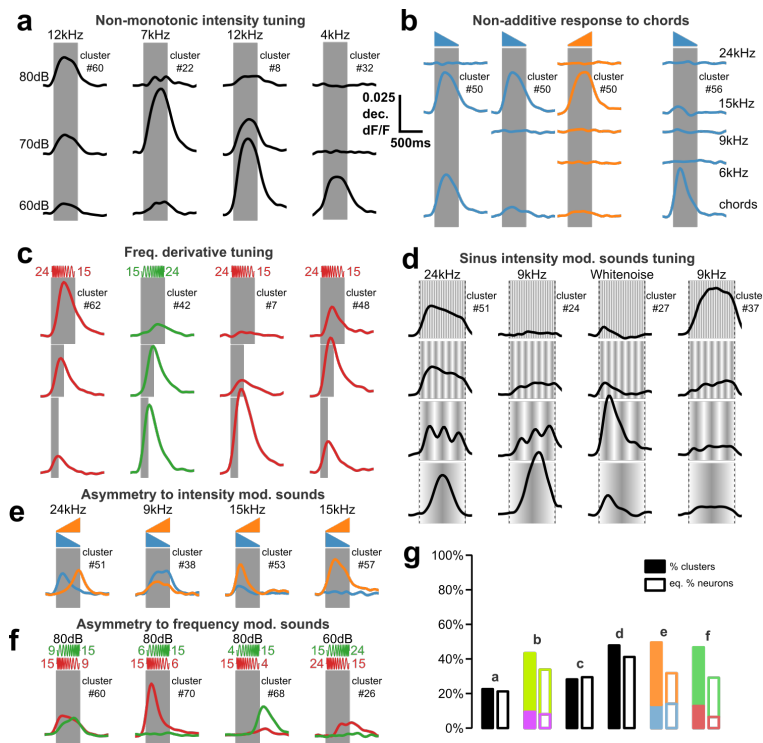 a Non-monotonic intensity tuning
12kHz 7kHz 12kHz 4kHz
80dB
cluster #60
cluster #22
cluster #8
cluster #32
70dB
60dB
0.025 dec. dF/F
500ms
b Non-additive response to chords
24kHz
cluster #50
cluster #50
cluster #50
cluster #56
15kHz
9kHz
6kHz
chords
c Freq. derivative tuning
24 15 15 24 24 15 24 15
cluster #62
cluster #42
cluster #7
cluster #48
d Sinus intensity mod. sounds tuning
24kHz 9kHz Whitenoise 9kHz
cluster #51
cluster #24
cluster #27
cluster #37
e Asymmetry to intensity mod. sounds
24kHz 9kHz 15kHz 15kHz
cluster #51
cluster #38
cluster #53
cluster #57
f Asymmetry to frequency mod. sounds
80dB 80dB 80dB 60dB
9 15 6 15 4 15 15 24
15 9 15 6 15 4 24 15
cluster #60
cluster #70
cluster #68
cluster #26
g
100%
80%
60%
40%
20%
0%
% clusters
eq. % neurons
a b c d e f